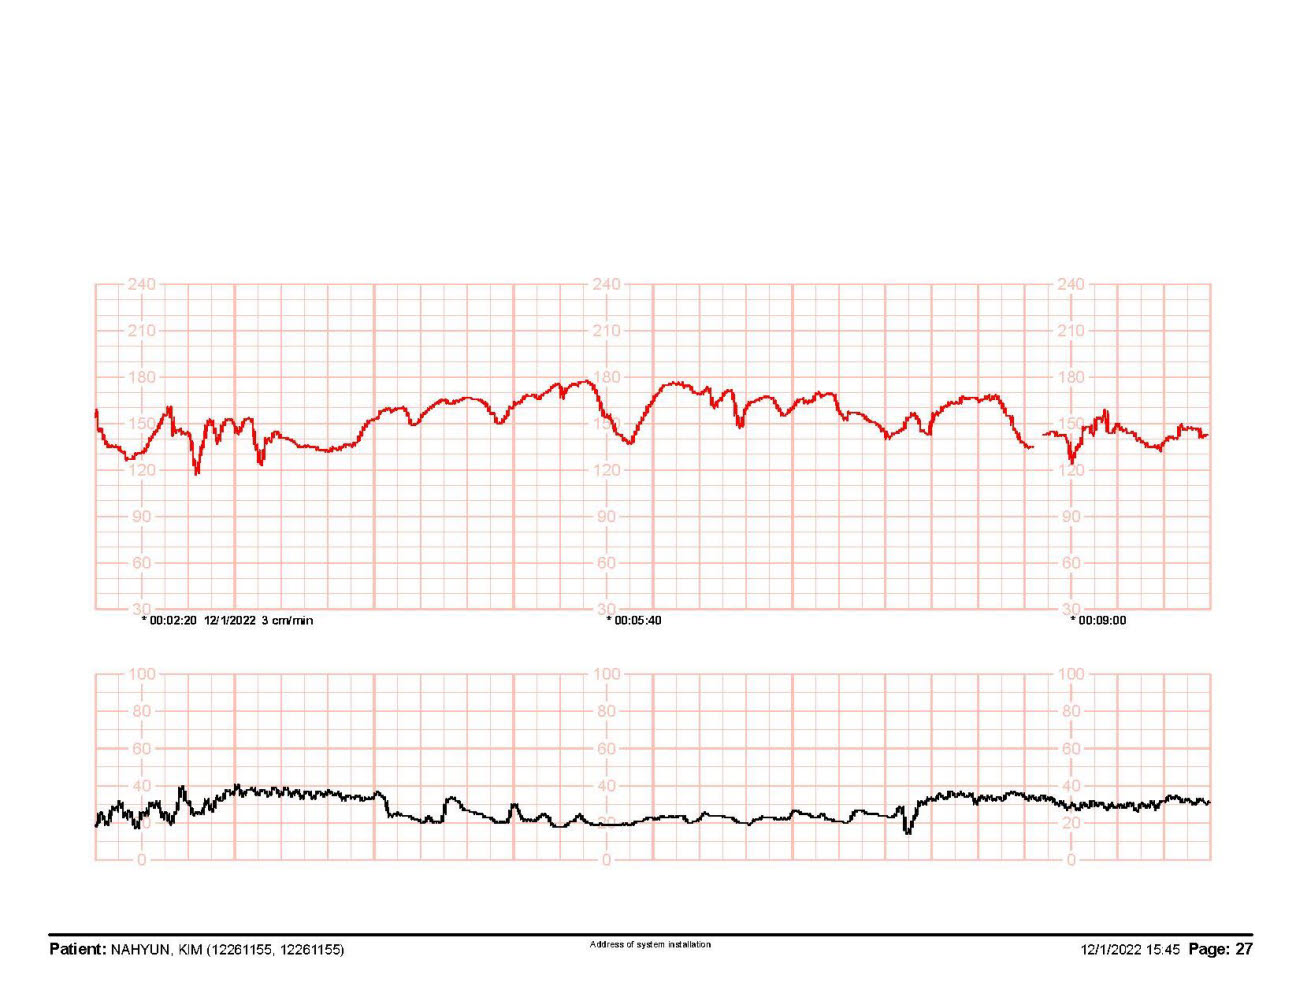 240 240 240
210 210 210
180 180 180
150 150 150
120 120 120
90 90 90
60 60 60
30 30 30
* 00:02:20 12/1/2022 3 cm/min * 00:05:40 * 00:09:00
100 100 100
80 80 80
60 60 60
40 40 40
20 20 20
0 0 0
Patient: NAHYUN, KIM (12261155, 12261155) Address of system installation 12/1/2022 15:45 Page: 27